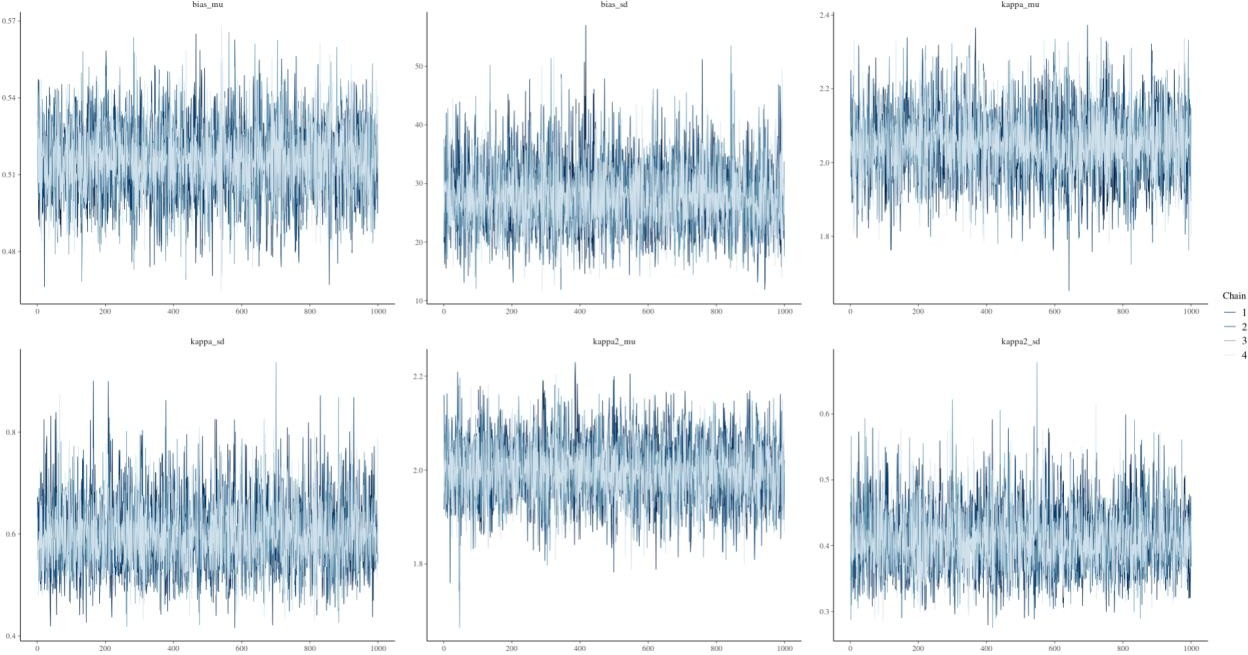 bias_mu
0.57
0.54
0.51
0.48
0 200 400 600 800 1000
bias_sd
50
40
30
20
10
0 200 400 600 800 1000
kappa_mu
2.4
2.2
2.0
1.8
0 200 400 600 800 1000
kappa_sd
0.8
0.6
0.4
0 200 400 600 800 1000
kappa2_mu
2.2
2.0
1.8
0 200 400 600 800 1000
kappa2_sd
0.6
0.5
0.4
0.3
0 200 400 600 800 1000
Chain
1
2
3
4